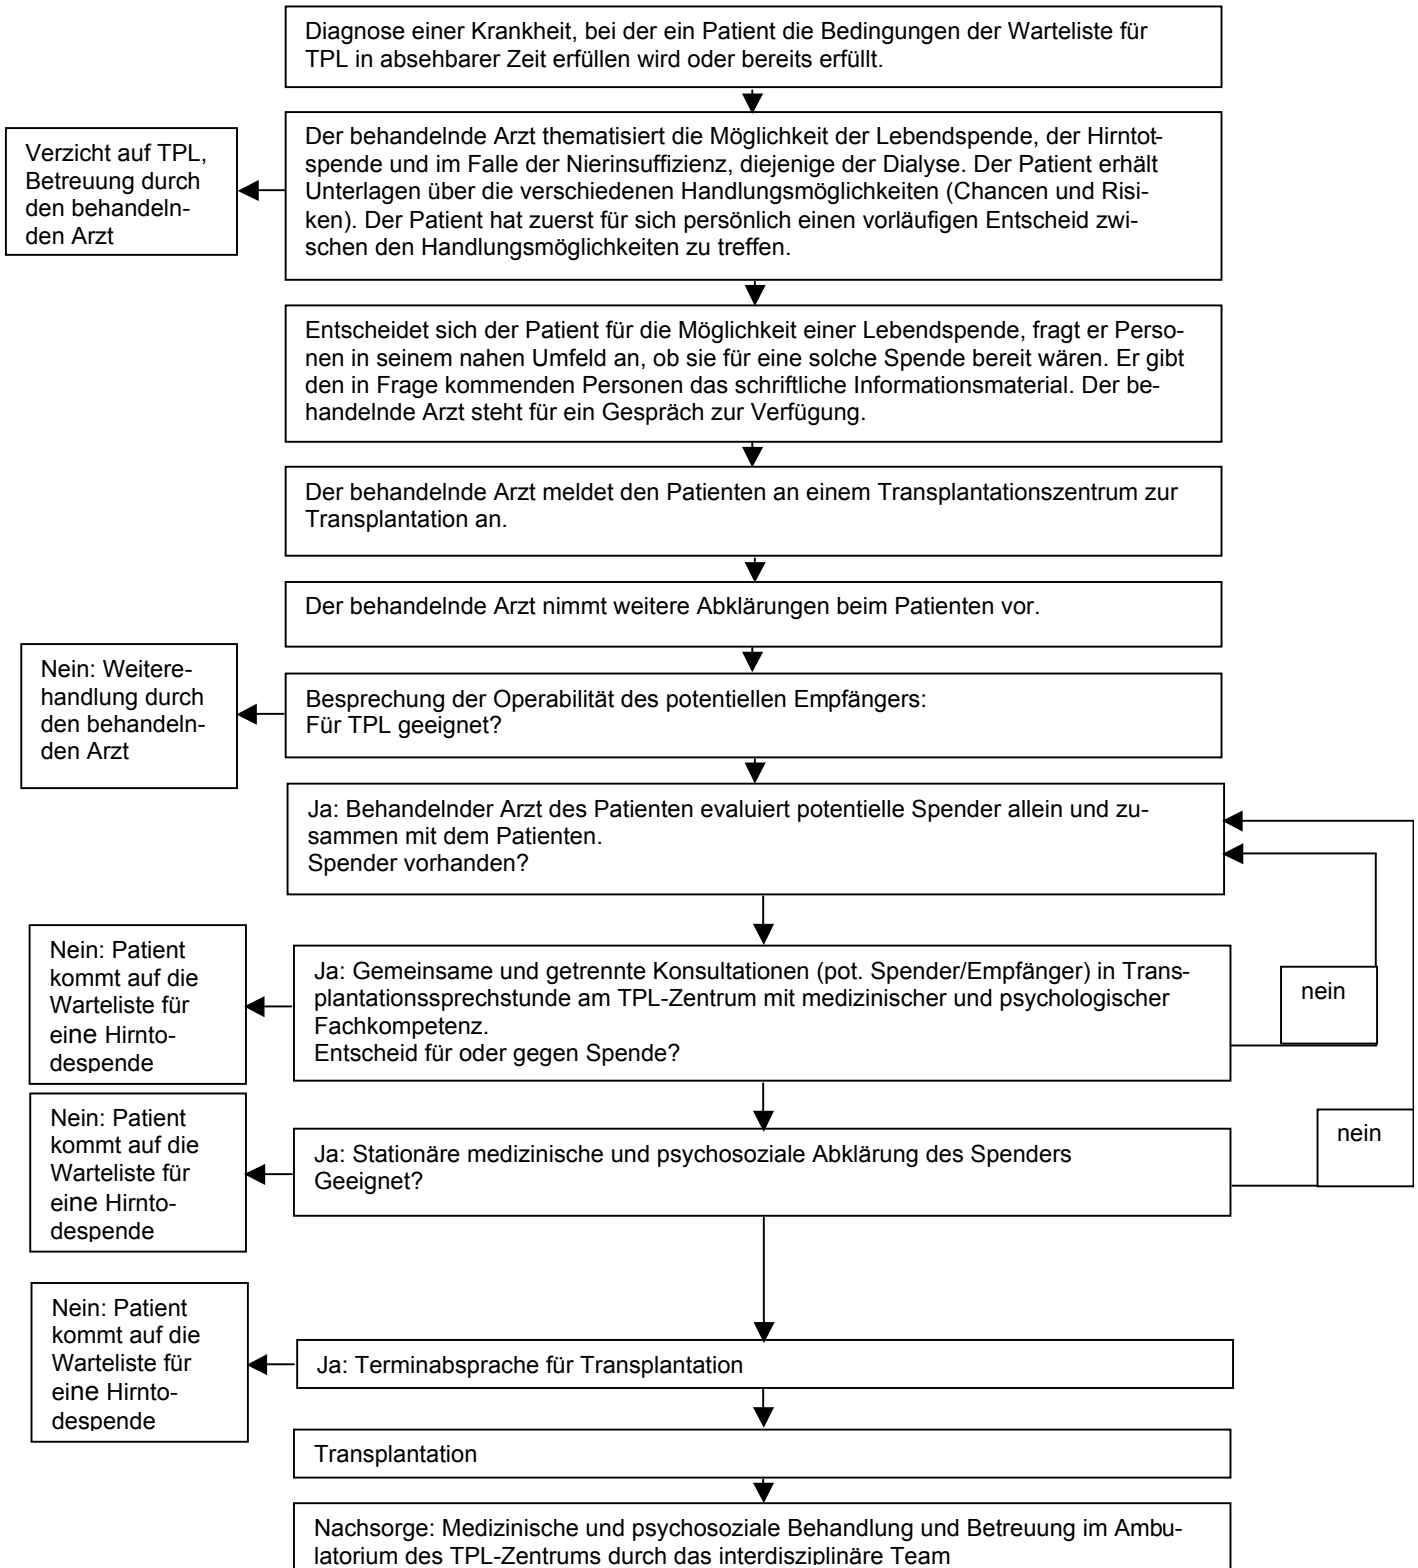 Diagnose einer Krankheit, bei der ein Patient die Bedingungen der Warteliste für
TPL in absehbarer Zeit erfüllen wird oder bereits erfüllt.
Verzicht auf TPL,
Betreuung durch
den behandeln-
den Arzt
Der behandelnde Arzt thematisiert die Möglichkeit der Lebendspende, der Hirntot-
spende und im Falle der Nierinsuffizienz, diejenige der Dialyse. Der Patient erhält
Unterlagen über die verschiedenen Handlungsmöglichkeiten (Chancen und Risi-
ken). Der Patient hat zuerst für sich persönlich einen vorläufigen Entscheid zwi-
schen den Handlungsmöglichkeiten zu treffen.
Entscheidet sich der Patient für die Möglichkeit einer Lebendspende, fragt er Perso-
nen in seinem nahen Umfeld an, ob sie für eine solche Spende bereit wären. Er gibt
den in Frage kommenden Personen das schriftliche Informationsmaterial. Der be-
handelnde Arzt steht für ein Gespräch zur Verfügung.
Der behandelnde Arzt meldet den Patienten an einem Transplantationszentrum zur
Transplantation an.
Der behandelnde Arzt nimmt weitere Abklärungen beim Patienten vor.
Nein: Weitere-
handlung durch
den behandeln-
den Arzt
Besprechung der Operabilität des potentiellen Empfängers:
Für TPL geeignet?
Ja: Behandelnder Arzt des Patienten evaluiert potentielle Spender allein und zu-
sammen mit dem Patienten.
Spender vorhanden?
Nein: Patient
kommt auf die
Warteliste für
eine Hirnto-
despende
Ja: Gemeinsame und getrennte Konsultationen (pot. Spender/Empfänger) in Trans-
plantationssprechstunde am TPL-Zentrum mit medizinischer und psychologischer
Fachkompetenz.
Entscheid für oder gegen Spende?
nein
Nein: Patient
kommt auf die
Warteliste für
eine Hirnto-
despende
Ja: Stationäre medizinische und psychosoziale Abklärung des Spenders
Geeignet?
nein
Nein: Patient
kommt auf die
Warteliste für
eine Hirnto-
despende
Ja: Terminabsprache für Transplantation
Transplantation
Nachsorge: Medizinische und psychosoziale Behandlung und Betreuung im Ambu-
latorium des TPL-Zentrums durch das interdisziplinäre Team